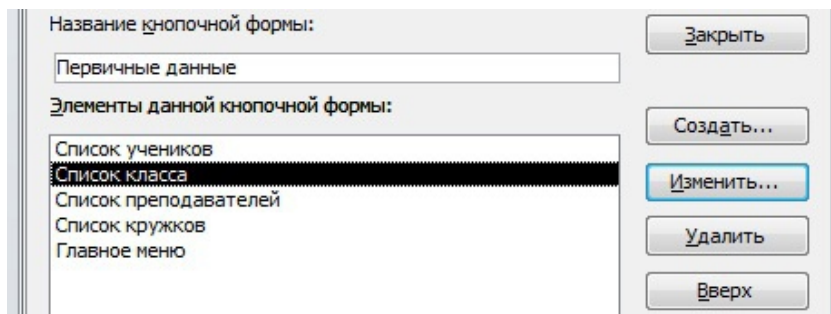 Название кнопочной формы:
Закрыть
Первичные данные
Элементы данной кнопочной формы:
Создать...
Список учеников
Список класса
Изменить...
Список преподавателей
Список кружков
Удалить
Главное меню
Вверх